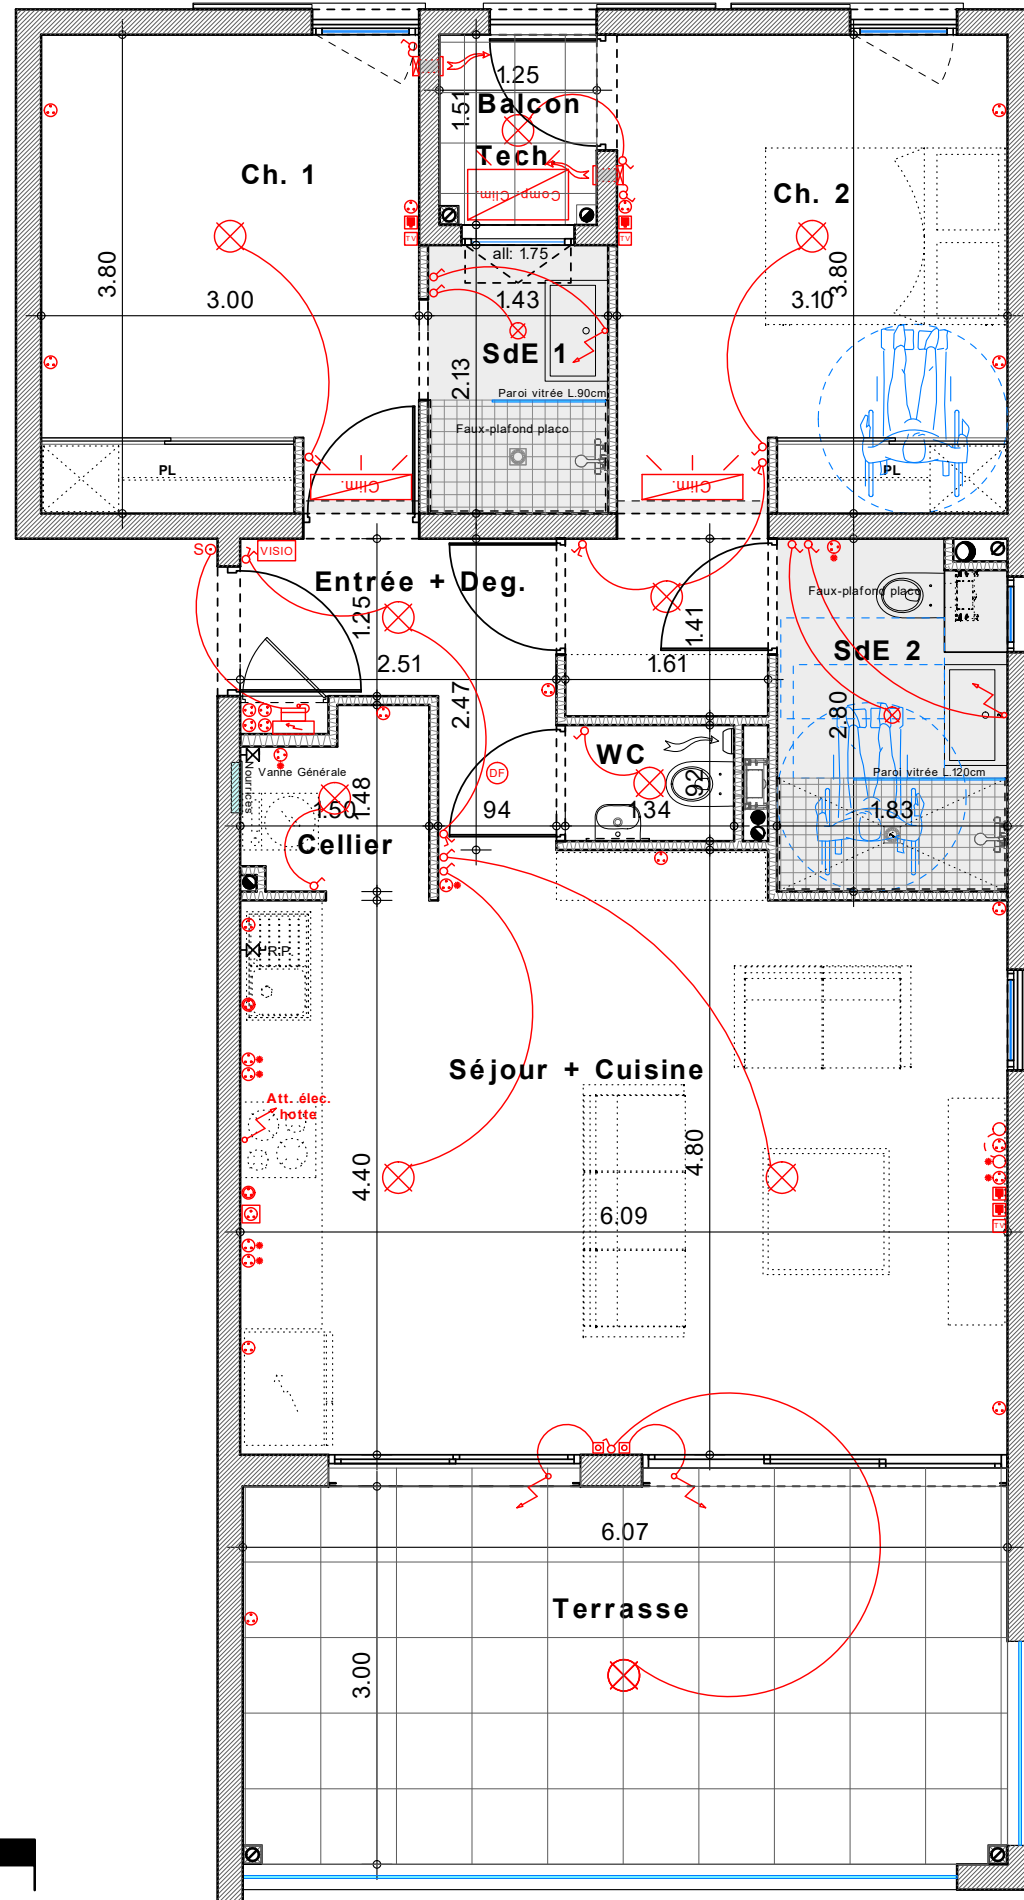 1.25
1.51
Balcon
Tech
Comp. Clim.
Ch. 1
Ch. 2
TV
TV
all: 1.75
3.80
3.00
1.43
3.10
3.80
SdE 1
2.13
Paroi vitrée L.90cm
Faux-plafond placo
PL
PL
Clim.
Clim.
S
VISIO
Entrée + Deg.
1.25
1.41
Faux-plafond placo
SdE 2
2.51
1.61
2.47
2.80
WC
DF
Vanne Générale
Nourrices
92
Paroi vitrée L.120cm
1.50
1.48
94
1.34
1.83
Cellier
R.P.
Séjour + Cuisine
Att. élec.
hotte
4.40
4.80
6.09
TV
6.07
Terrasse
3.00